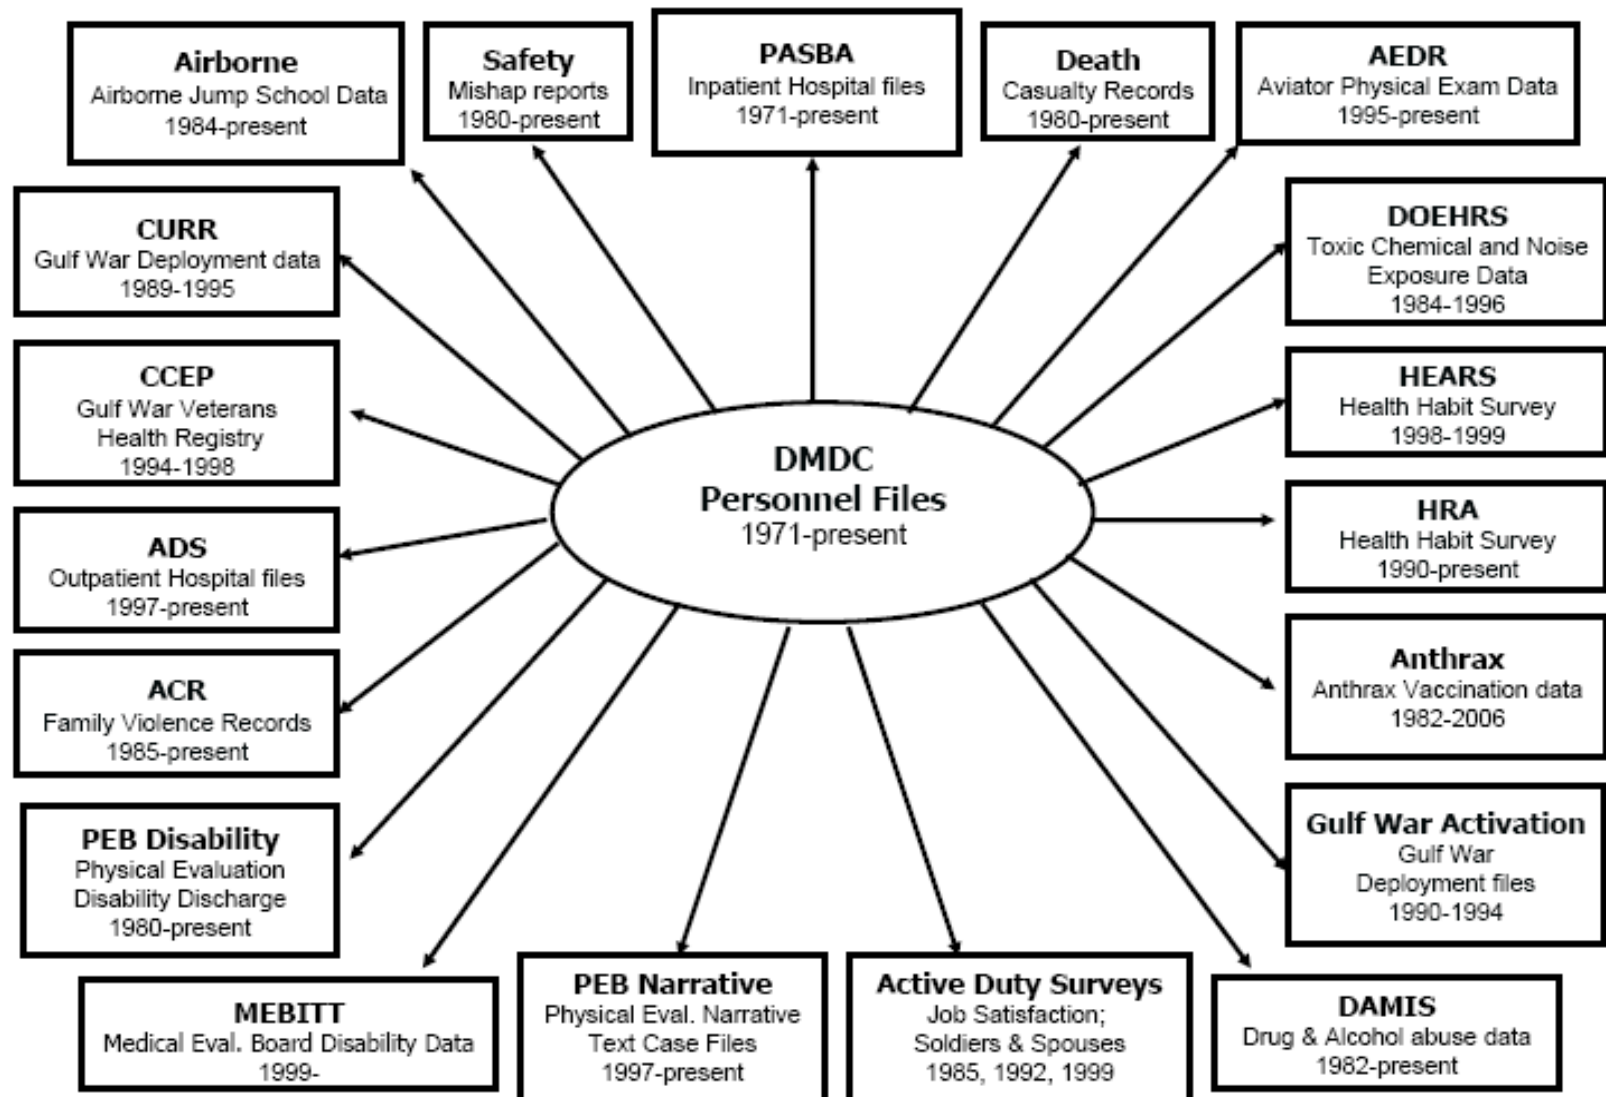 Airborne
Airborne Jump School Data
1984-present
Safety
Mishap reports
1980-present
PASBA
Inpatient Hospital files
1971-present
Death
Casualty Records
1980-present
AEDR
Aviator Physical Exam Data
1995-present
CURR
Gulf War Deployment data
1989-1995
DOEHRS
Toxic Chemical and Noise
Exposure Data
1984-1996
CCEP
Gulf War Veterans
Health Registry
1994-1998
HEARS
Health Habit Survey
1998-1999
DMDC
Personnel Files
1971-present
ADS
Outpatient Hospital files
1997-present
HRA
Health Habit Survey
1990-present
ACR
Family Violence Records
1985-present
Anthrax
Anthrax Vaccination data
1982-2006
PEB Disability
Physical Evaluation
Disability Discharge
1980-present
Gulf War Activation
Gulf War
Deployment files
1990-1994
MEBITT
Medical Eval. Board Disability Data
1999-
PEB Narrative
Physical Eval. Narrative
Text Case Files
1997-present
Active Duty Surveys
Job Satisfaction;
Soldiers & Spouses
1985, 1992, 1999
DAMIS
Drug & Alcohol abuse data
1982-present